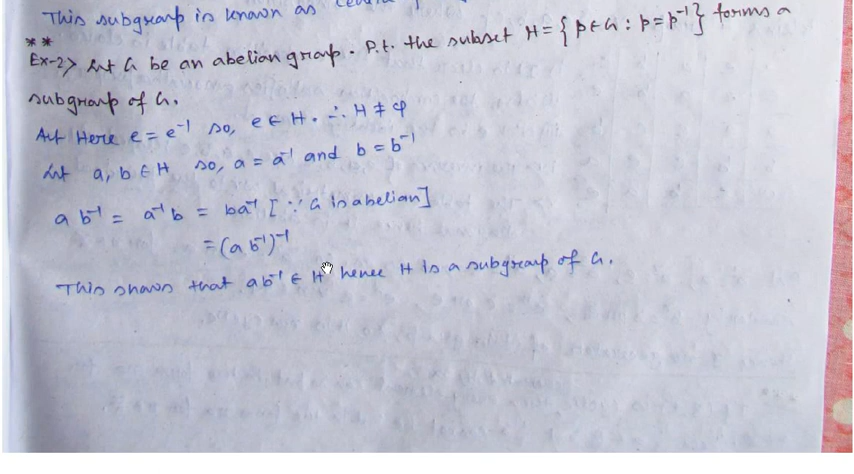 This subgroup is known as
**
Ex-2> Let G be an abelian group. P.t. the subset H = { p ∈ G : p = p⁻¹ } forms a
subgroup of G.
Ans Here e = e⁻¹ so, e ∈ H. ∴ H ≠ φ
Let a, b ∈ H so, a = a⁻¹ and b = b⁻¹
a b⁻¹ = a⁻¹ b = b a⁻¹ [∵ G is abelian]
= (a b⁻¹)⁻¹
This shows that ab⁻¹ ∈ H hence H is a subgroup of G.